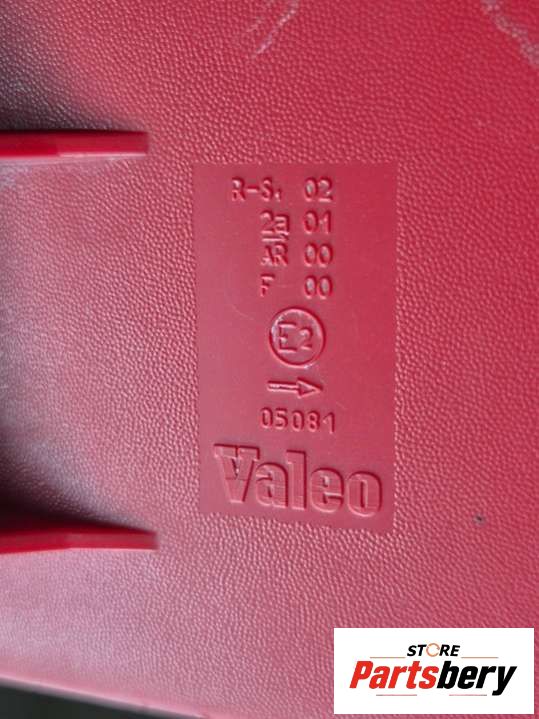 R-S1 02
2a 01
AR 00
F 00
E2
→
05081
Valeo
STORE
Partsbery